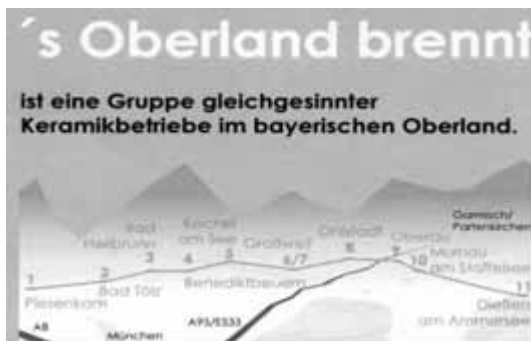 ´s Oberland brennt
ist eine Gruppe gleichgesinnter
Keramikbetriebe im bayerischen Oberland.
Garmisch/
Partenkirchen
Bad
Heilbrunn
Kochel
am See
Großweil
Ohlstadt
Oberau
Murnau
am Staffelsee
1 2 3 4 5 6/7 8 9 10 11
Piesenkam
Bad Tölz
Benediktbeuern
Dießen
am Ammersee
A8
München
A95/E533